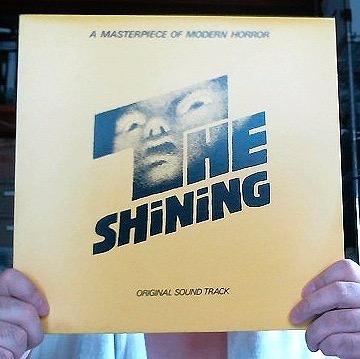 A MASTERPIECE OF MODERN HORROR
THE
SHiNiNG
ORIGINAL SOUND TRACK